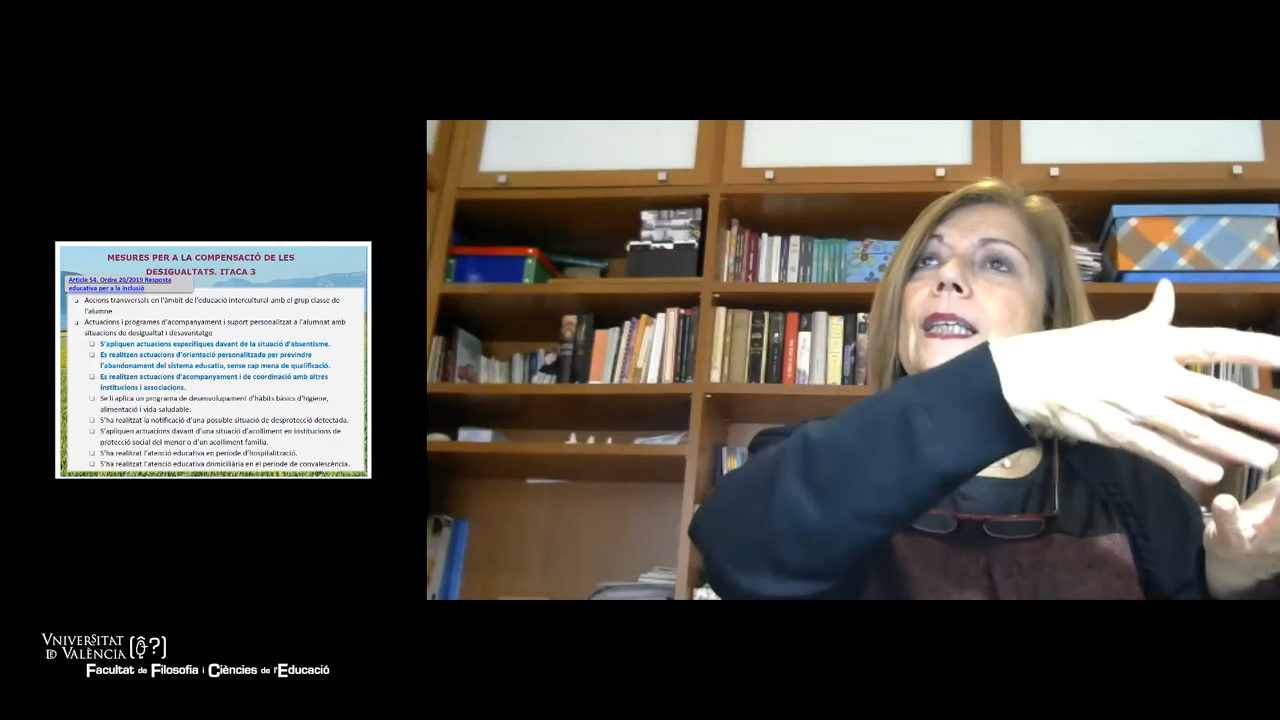 MESURES PER A LA COMPENSACIÓ DE LES
DESIGUALTATS. ITACA 3
Article 54. Ordre 20/2019 Resposta
educativa per a la inclusió
Accions transversals en l'àmbit de l'educació intercultural amb el grup classe de
l'alumne
Actuacions i programes d'acompanyament i suport personalitzat a l'alumnat amb
situacions de desigualtat i desavantatge
S'apliquen actuacions específiques davant de la situació d'absentisme.
Es realitzen actuacions d'orientació personalitzada per previndre
l'abandonament del sistema educatiu, sense cap mena de qualificació.
Es realitzen actuacions d'acompanyament i de coordinació amb altres
institucions i associacions.
Se li aplica un programa de desenvolupament d'hàbits bàsics d'higiene,
alimentació i vida saludable.
S'ha realitzat la notificació d'una possible situació de desprotecció detectada.
S'apliquen actuacions davant d'una situació d'acolliment en institucions de
protecció social del menor o d'un acolliment família.
S'ha realitzat l'atenció educativa en període d'hospitalització.
S'ha realitzat l'atenció educativa domiciliària en el període de convalescència.
VNIVERSITAT
ID VALÈNCIA
Facultat de Filosofia i Ciències de l'Educació